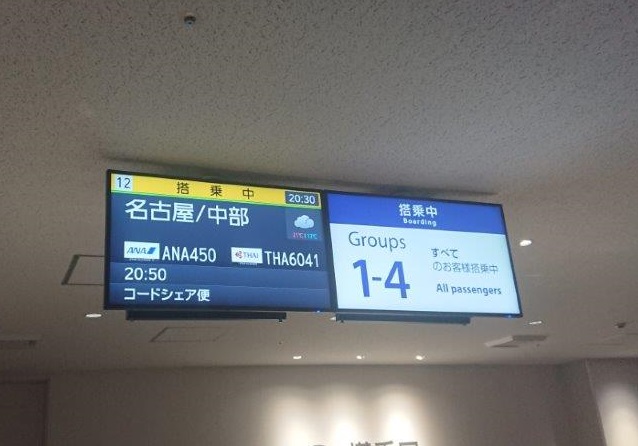 12 搭乗中 20:30
名古屋/中部
ANA ANA450 THAI THA6041
20:50
コードシェア便
搭乗中
Boarding
Groups
1-4
すべて
のお客様搭乗中
All passengers